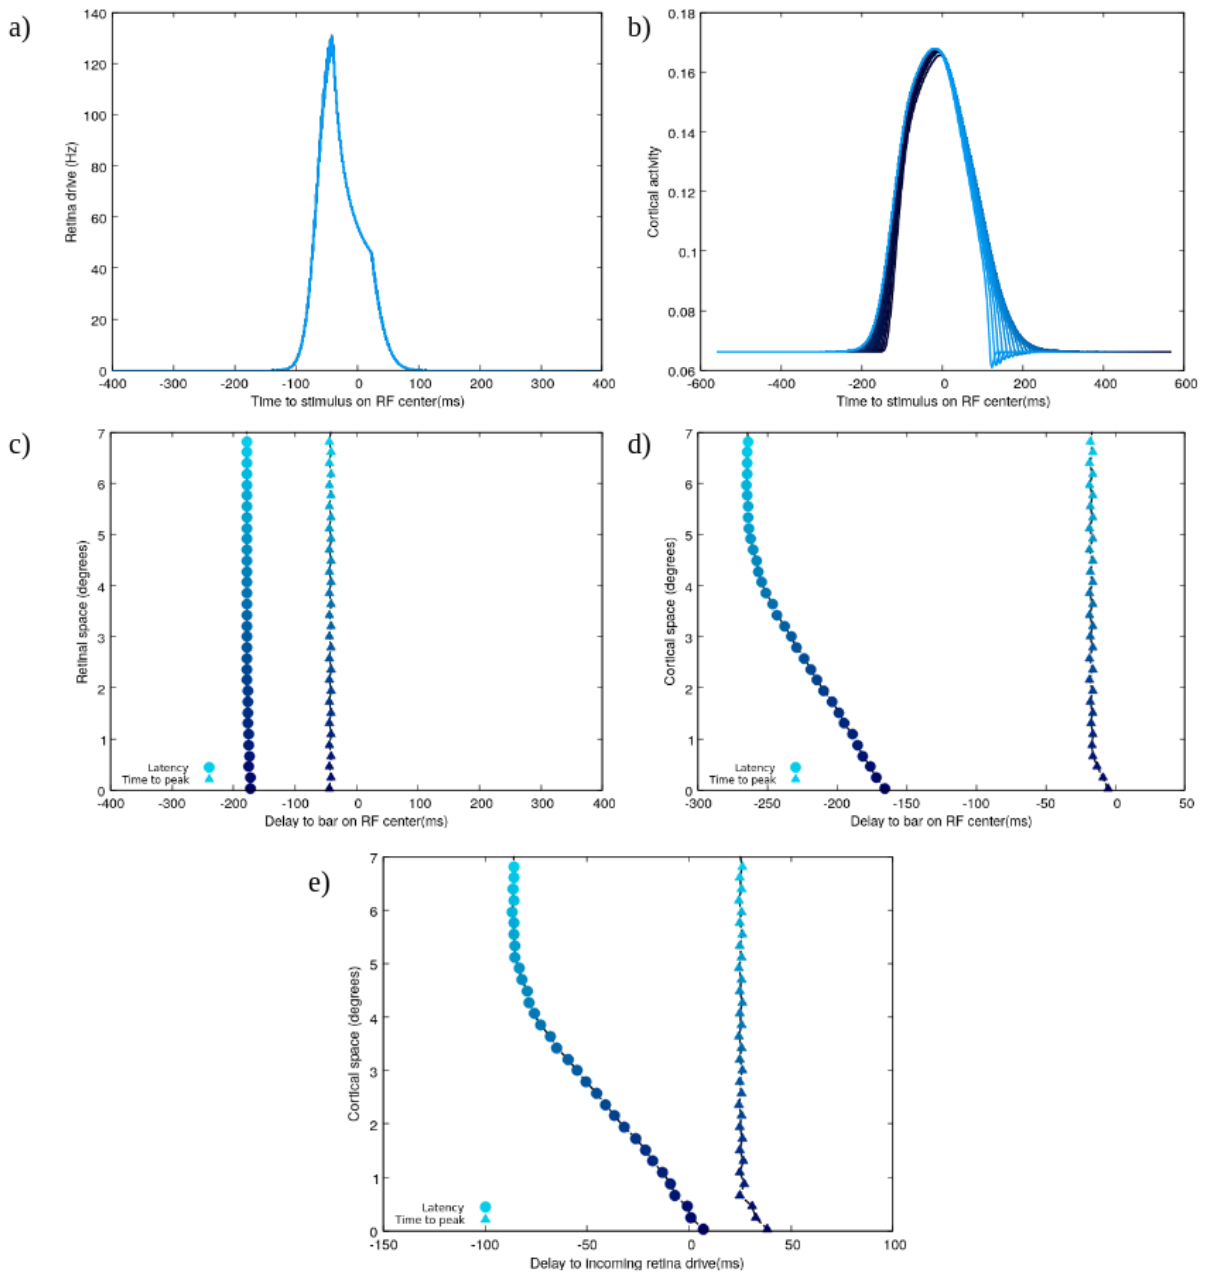 a)
140
120
100
80
60
40
20
0
Retina drive (Hz)
-400 -300 -200 -100 0 100 200 300 400
Time to stimulus on RF center(ms)
b)
0.18
0.16
0.14
0.12
0.1
0.08
0.06
Cortical activity
-600 -400 -200 0 200 400 600
Time to stimulus on RF center(ms)
c)
7
6
5
4
3
2
1
0
Retinal space (degrees)
Latency
Time to peak
-400 -300 -200 -100 0 100 200 300 400
Delay to bar on RF center(ms)
d)
7
6
5
4
3
2
1
0
Cortical space (degrees)
Latency
Time to peak
-300 -250 -200 -150 -100 -50 0 50
Delay to bar on RF center(ms)
e)
7
6
5
4
3
2
1
0
Cortical space (degrees)
Latency
Time to peak
-150 -100 -50 0 50 100
Delay to incoming retina drive(ms)